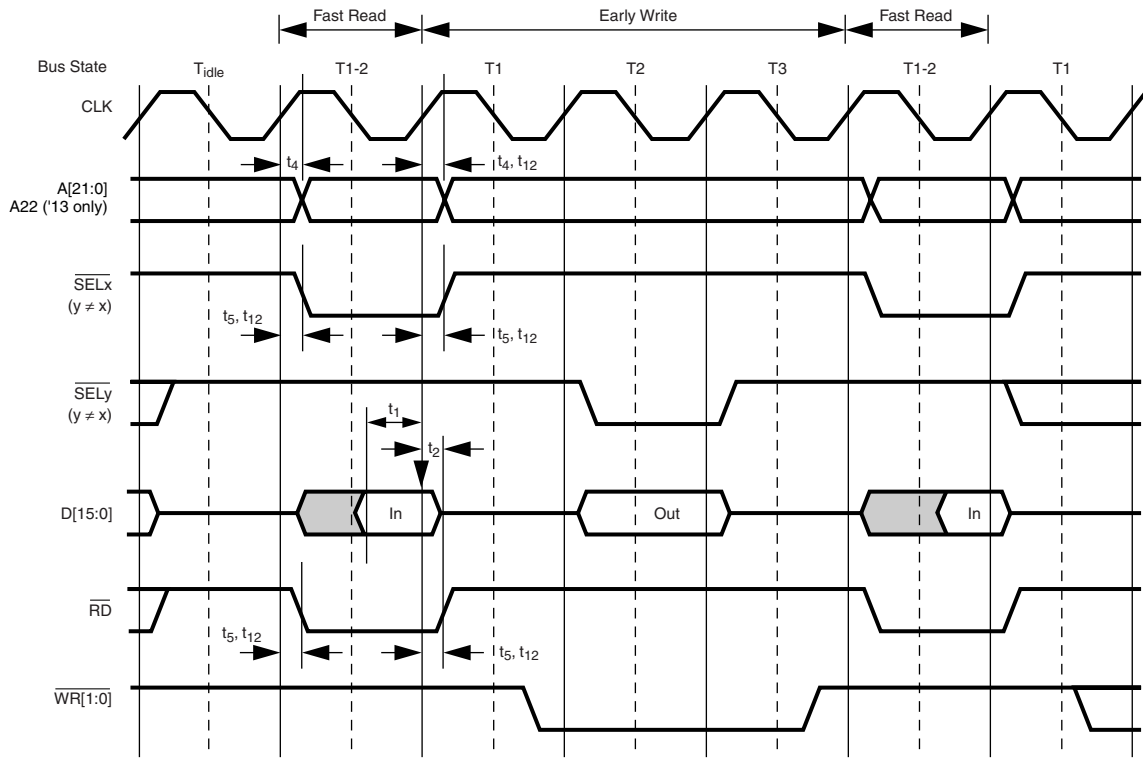 Fast Read Early Write Fast Read
Bus State T_idle T1-2 T1 T2 T3 T1-2 T1
CLK
t4 t4, t12
A[21:0]
A22 ('13 only)
SELx
(y ≠ x)
t5, t12 t5, t12
SELy
(y ≠ x)
t1
t2
D[15:0] In Out In
RD
t5, t12 t5, t12
WR[1:0]